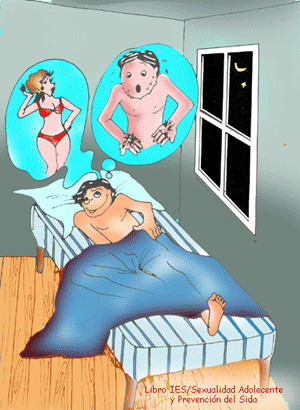 Libro IES/Sexualidad Adolecente
y Prevención del Sida